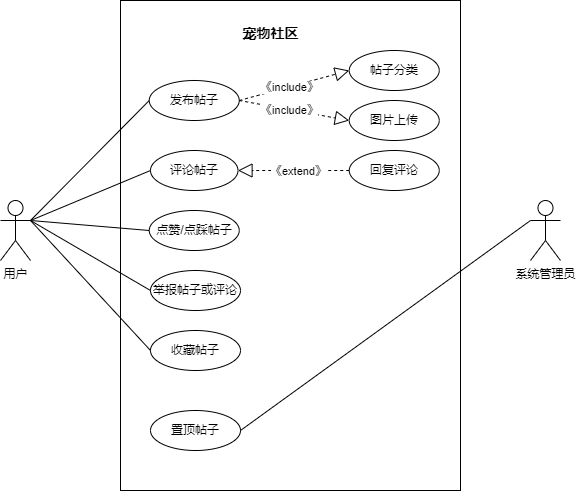 宠物社区
帖子分类
《include》
发布帖子
《include》
图片上传
评论帖子
《extend》
回复评论
点赞/点踩帖子
用户
系统管理员
举报帖子或评论
收藏帖子
置顶帖子